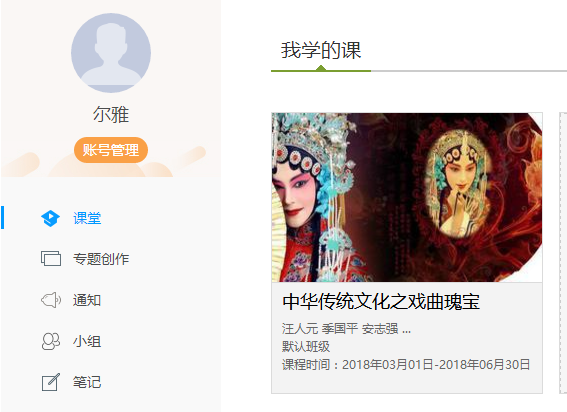 我学的课
尔雅
账号管理
课堂
专题创作
通知
小组
笔记
中华传统文化之戏曲瑰宝
汪人元 季国平 安志强 ...
默认班级
课程时间：2018年03月01日-2018年06月30日